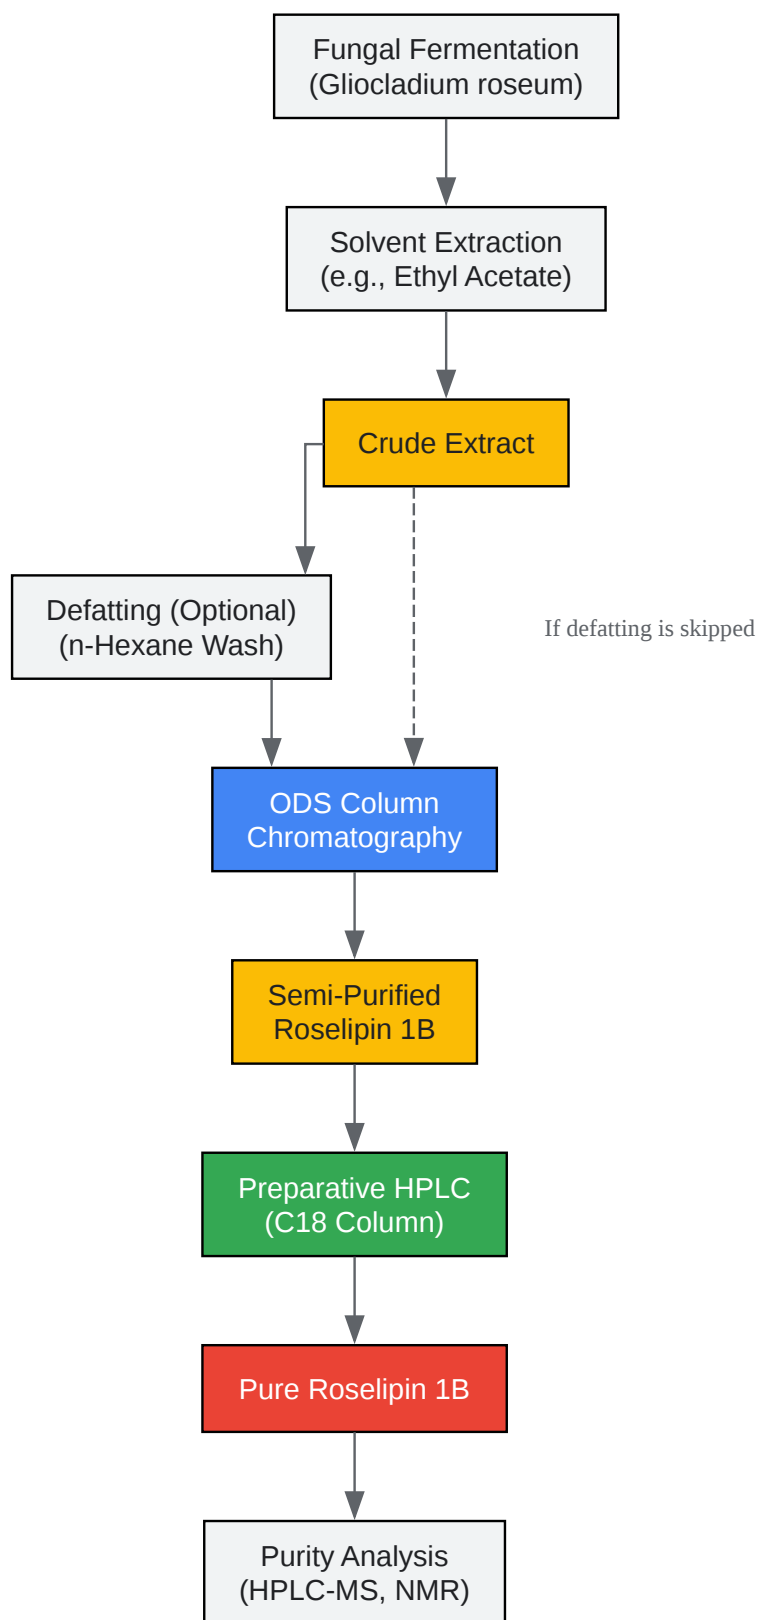 Fungal Fermentation
(Gliocladium roseum)
Solvent Extraction
(e.g., Ethyl Acetate)
Crude Extract
Defatting (Optional)
(n-Hexane Wash)
If defatting is skipped
ODS Column
Chromatography
Semi-Purified
Roselipin 1B
Preparative HPLC
(C18 Column)
Pure Roselipin 1B
Purity Analysis
(HPLC-MS, NMR)